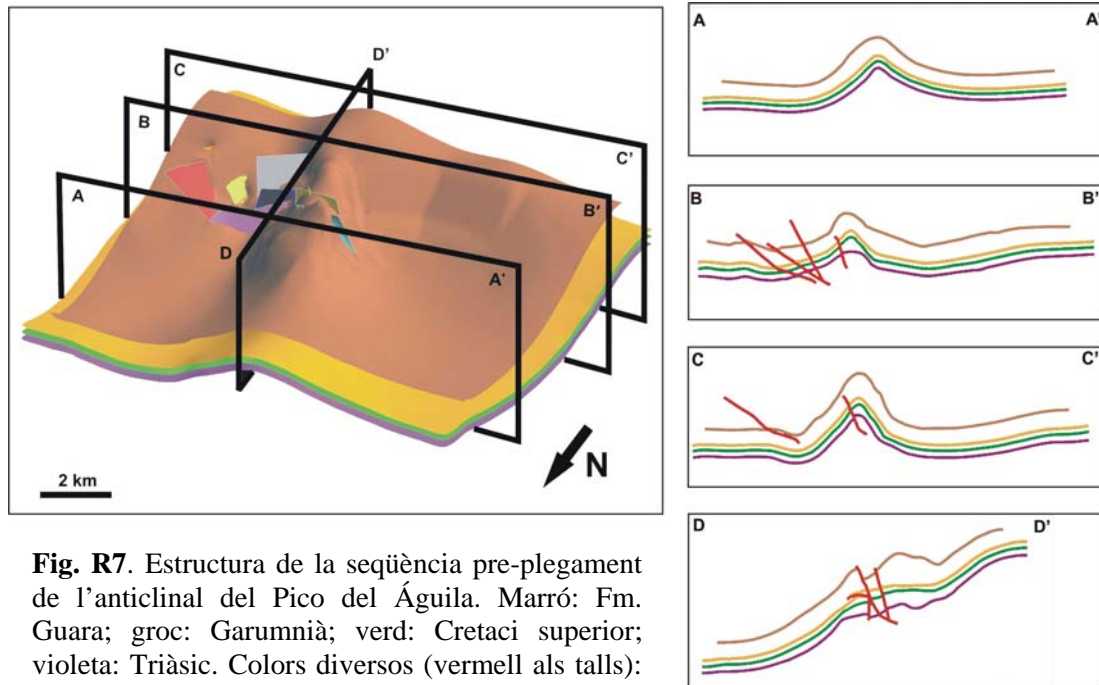 C
D'
B
C'
A
B'
D
A'
N
2 km
A
A'
B
B'
C
C'
D
D'
Fig. R7. Estructura de la seqüència pre-plegament
de l'anticlinal del Pico del Águila. Marró: Fm.
Guara; groc: Garumnià; verd: Cretaci superior;
violeta: Triàsic. Colors diversos (vermell als talls):